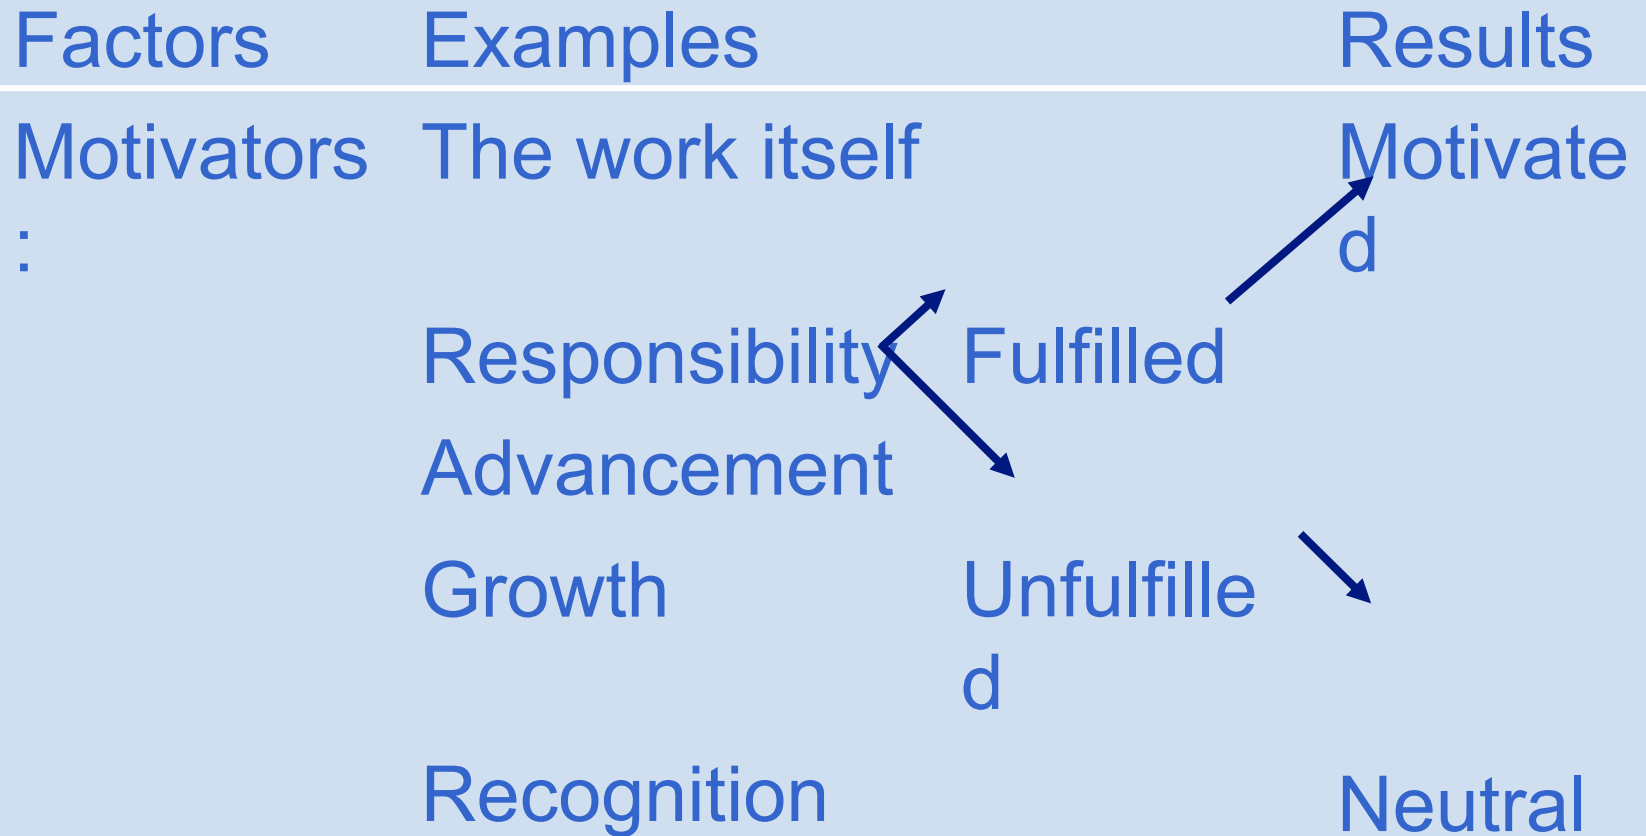 Factors Examples Results
Motivators The work itself Motivate
: d
Responsibility Fulfilled
Advancement
Growth Unfulfille
d
Recognition Neutral